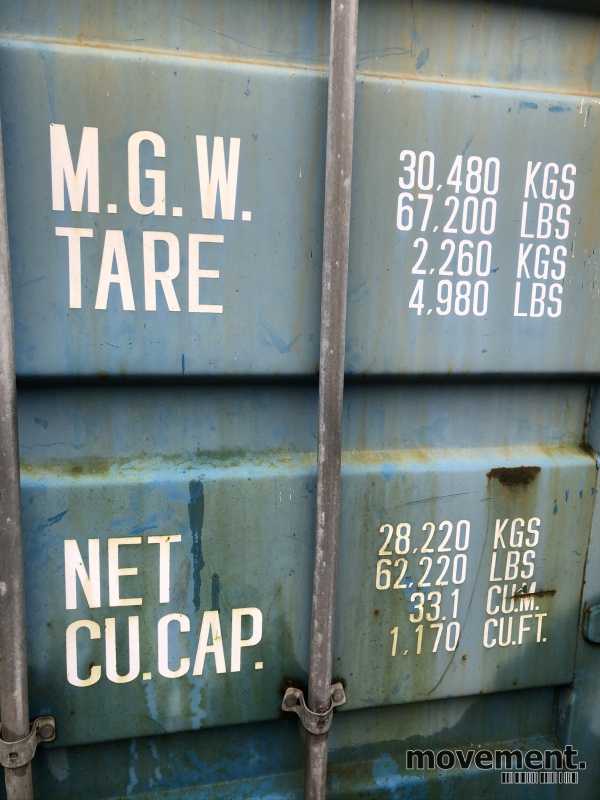 M.G.W. 30,480 KGS
67,200 LBS
TARE 2,260 KGS
4,980 LBS
NET 28,220 KGS
62,220 LBS
CU.CAP. 33.1 CU.M.
1,170 CU.FT.
movement.